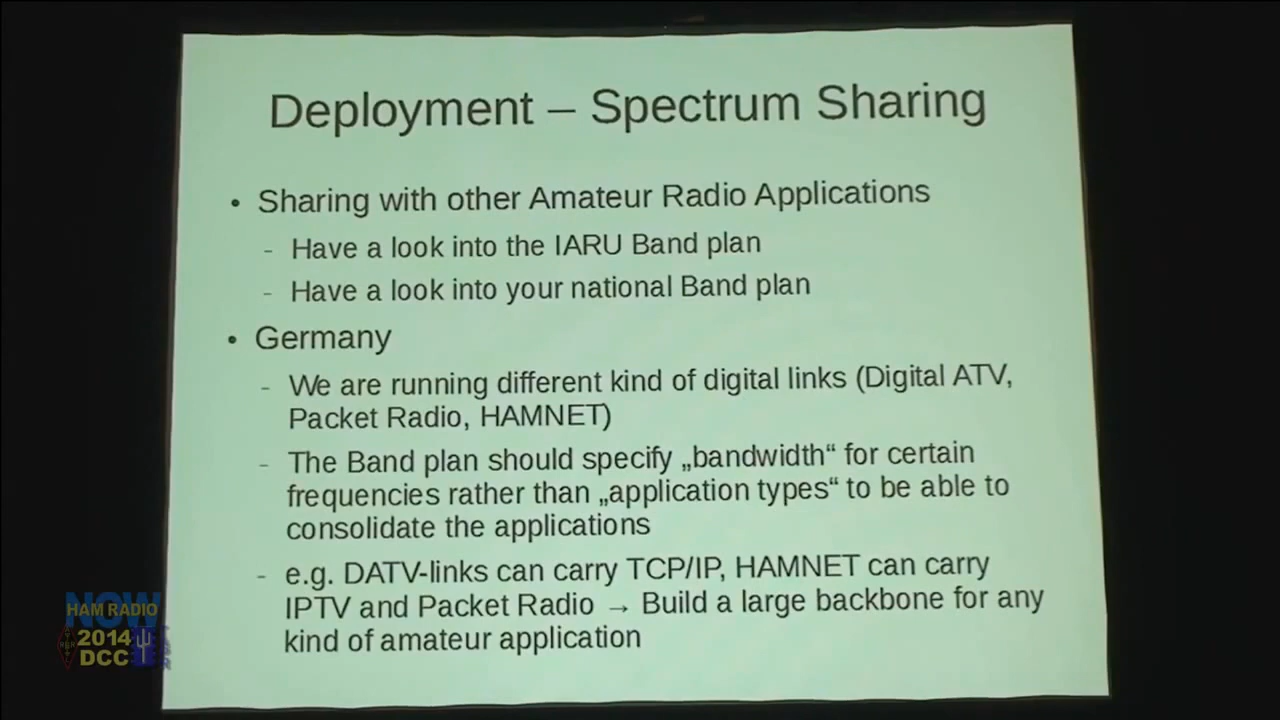 Deployment – Spectrum Sharing
• Sharing with other Amateur Radio Applications
- Have a look into the IARU Band plan
- Have a look into your national Band plan
• Germany
- We are running different kind of digital links (Digital ATV,
Packet Radio, HAMNET)
- The Band plan should specify „bandwidth“ for certain
frequencies rather than „application types“ to be able to
consolidate the applications
- e.g. DATV-links can carry TCP/IP, HAMNET can carry
IPTV and Packet Radio → Build a large backbone for any
kind of amateur application
NOW
HAM RADIO
2014
DCC